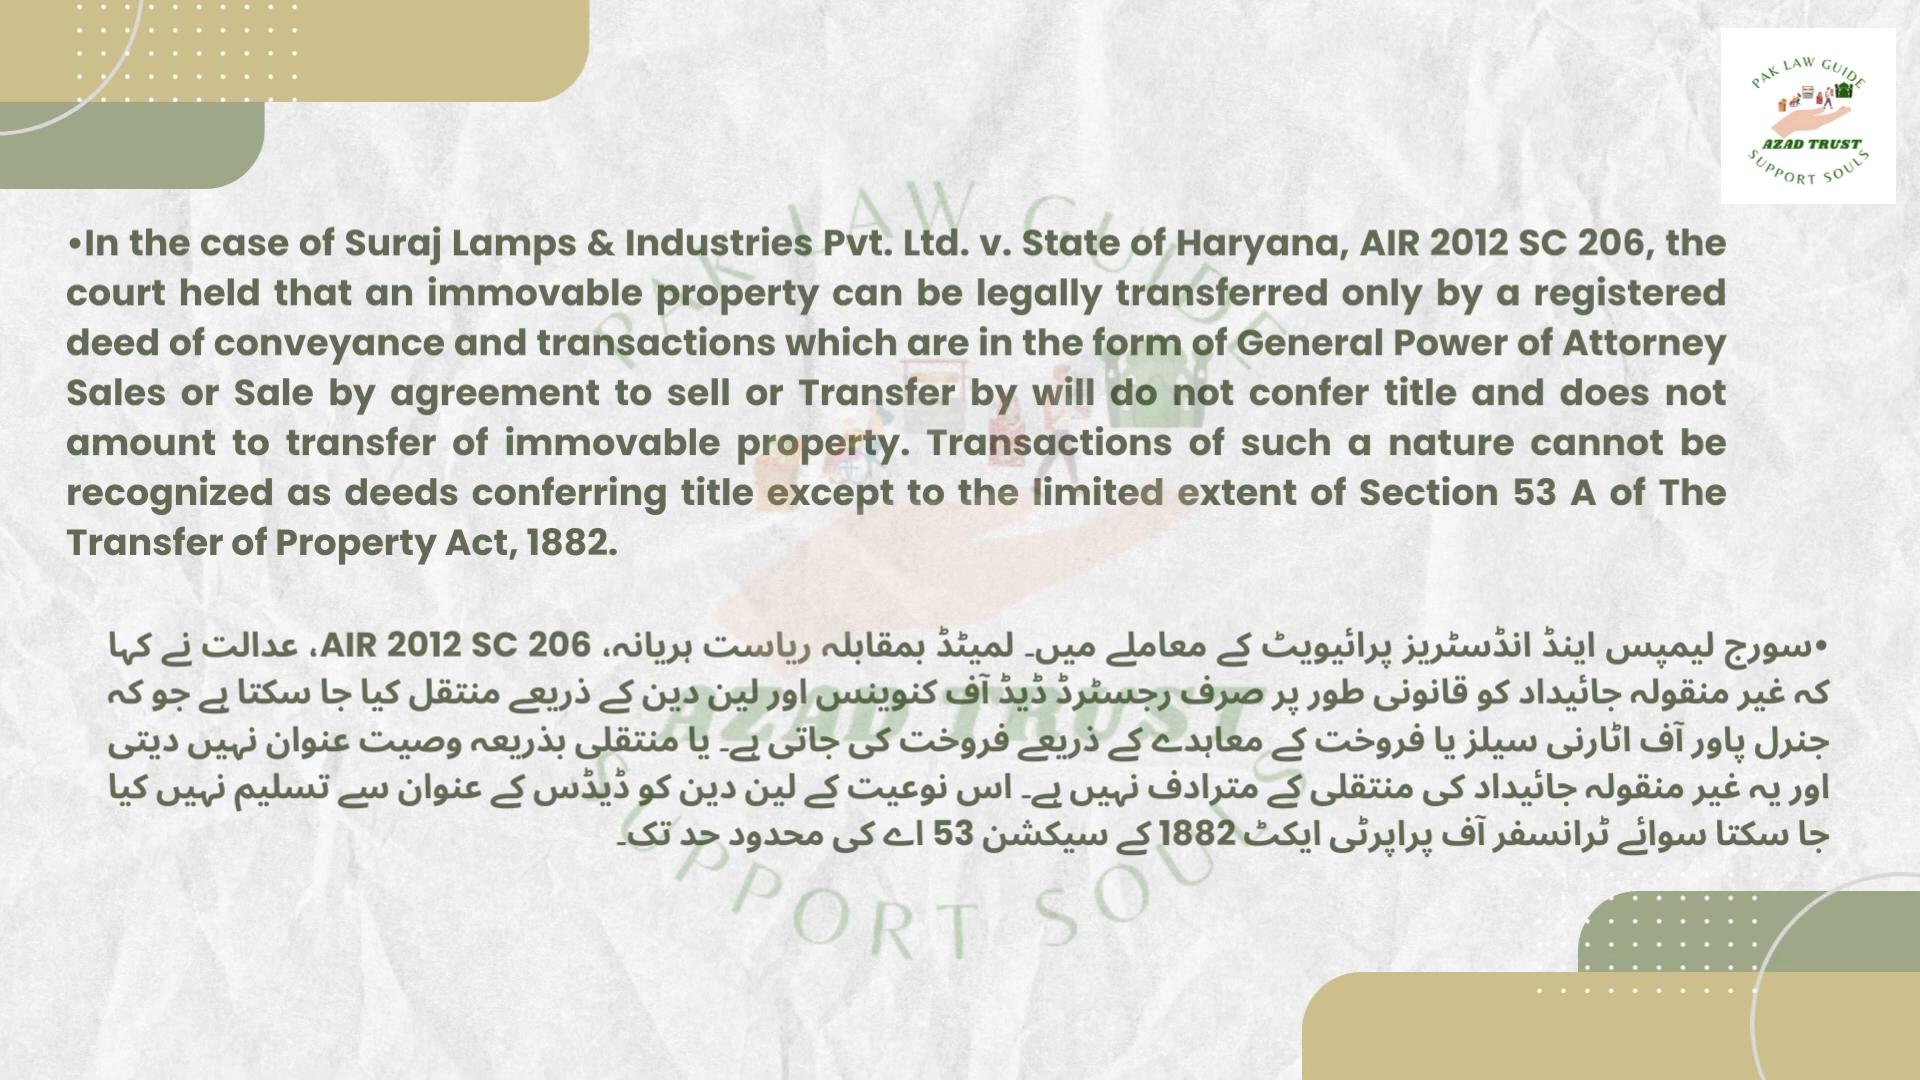 PAK LAW GUIDE
AZAD TRUST
SUPPORT SOULS
•In the case of Suraj Lamps & Industries Pvt. Ltd. v. State of Haryana, AIR 2012 SC 206, the
court held that an immovable property can be legally transferred only by a registered
deed of conveyance and transactions which are in the form of General Power of Attorney
Sales or Sale by agreement to sell or Transfer by will do not confer title and does not
amount to transfer of immovable property. Transactions of such a nature cannot be
recognized as deeds conferring title except to the limited extent of Section 53 A of The
Transfer of Property Act, 1882.
•سورج لیمپس اینڈ انڈسٹریز پرائیویٹ کے معاملے میں۔ لمیٹڈ بمقابلہ ریاست ہریانہ، AIR 2012 SC 206، عدالت نے کہا
کہ غیر منقولہ جائیداد کو قانونی طور پر صرف رجسٹرڈ ڈیڈ آف کنوینس اور لین دین کے ذریعے منتقل کیا جا سکتا ہے جو کہ
جنرل پاور آف اٹارنی سیلز یا فروخت کے معاہدے کے ذریعے فروخت کی جاتی ہے۔ یا منتقلی بذریعہ وصیت عنوان نہیں دیتی
اور یہ غیر منقولہ جائیداد کی منتقلی کے مترادف نہیں ہے۔ اس نوعیت کے لین دین کو ڈیڈس کے عنوان سے تسلیم نہیں کیا
جا سکتا سوائے ٹرانسفر آف پراپرٹی ایکٹ 1882 کے سیکشن 53 اے کی محدود حد تک۔
PAK LAW GUIDE
AZAD TRUST
SUPPORT SOULS